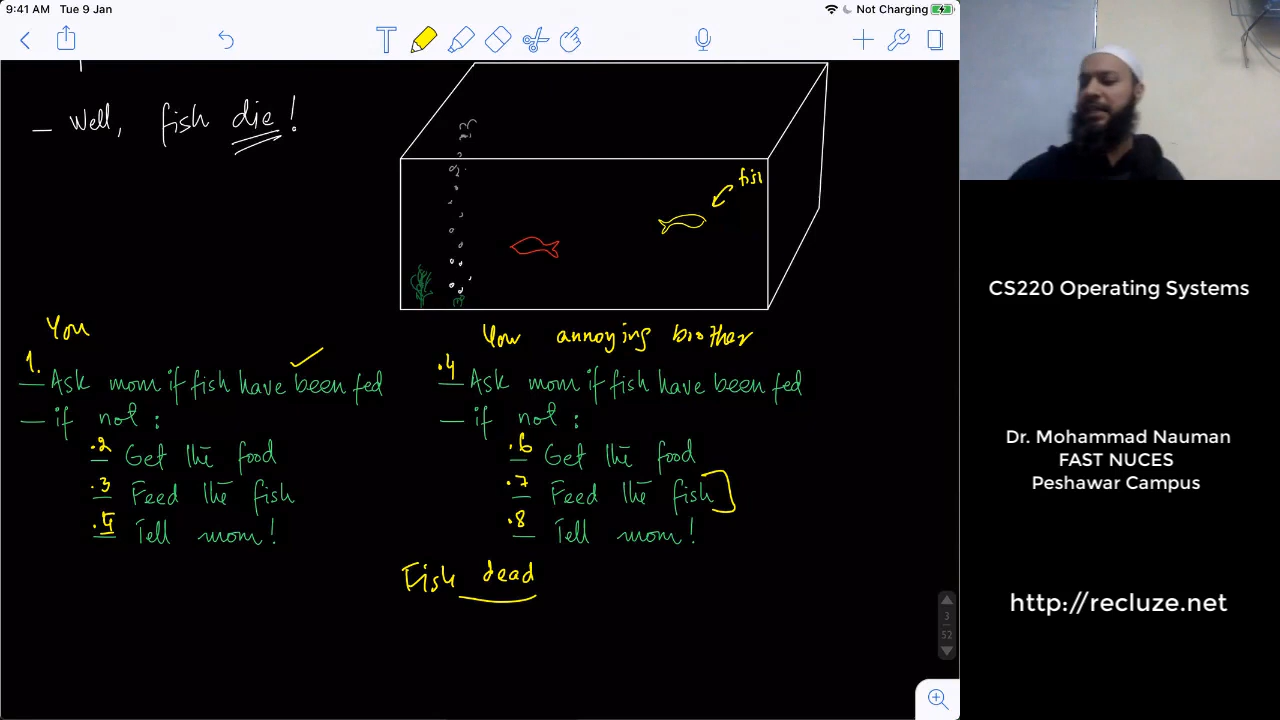 9:41 AM Tue 9 Jan
Not Charging
T
— Well, fish die!
fish
You
Your annoying brother
1.
— Ask mom if fish have been fed
— if not:
.2 — Get the food
.3 — Feed the fish
.5 — Tell mom!
.4
— Ask mom if fish have been fed
— if not:
.6 — Get the food
.7 — Feed the fish
.8 — Tell mom!
Fish dead
3
52
CS220 Operating Systems
Dr. Mohammad Nauman
FAST NUCES
Peshawar Campus
http://recluze.net